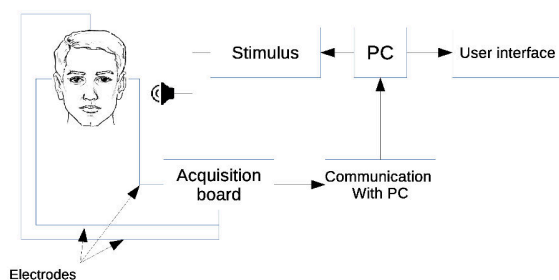 Stimulus
PC
User interface
Acquisition
board
Communication
With PC
Electrodes